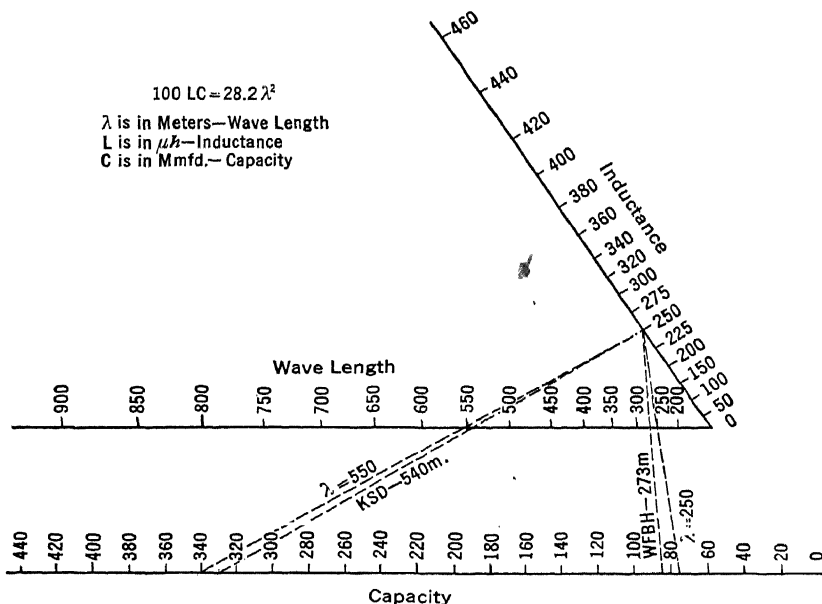 100 LC=28.2λ²
λ is in Meters—Wave Length
L is in μh—Inductance
C is in Mmfd.—Capacity
460
440
420
400
380
360
340
320
300
275
250
225
200
150
100
50
0
Inductance
Wave Length
900 850 800 750 700 650 600 550 500 450 400 350 300 250 200
λ=550
KSD—540m.
WFBH—273m
λ=250
440 420 400 380 360 340 320 300 280 260 240 220 200 180 160 140 120 100 80 60 40 20 0
Capacity